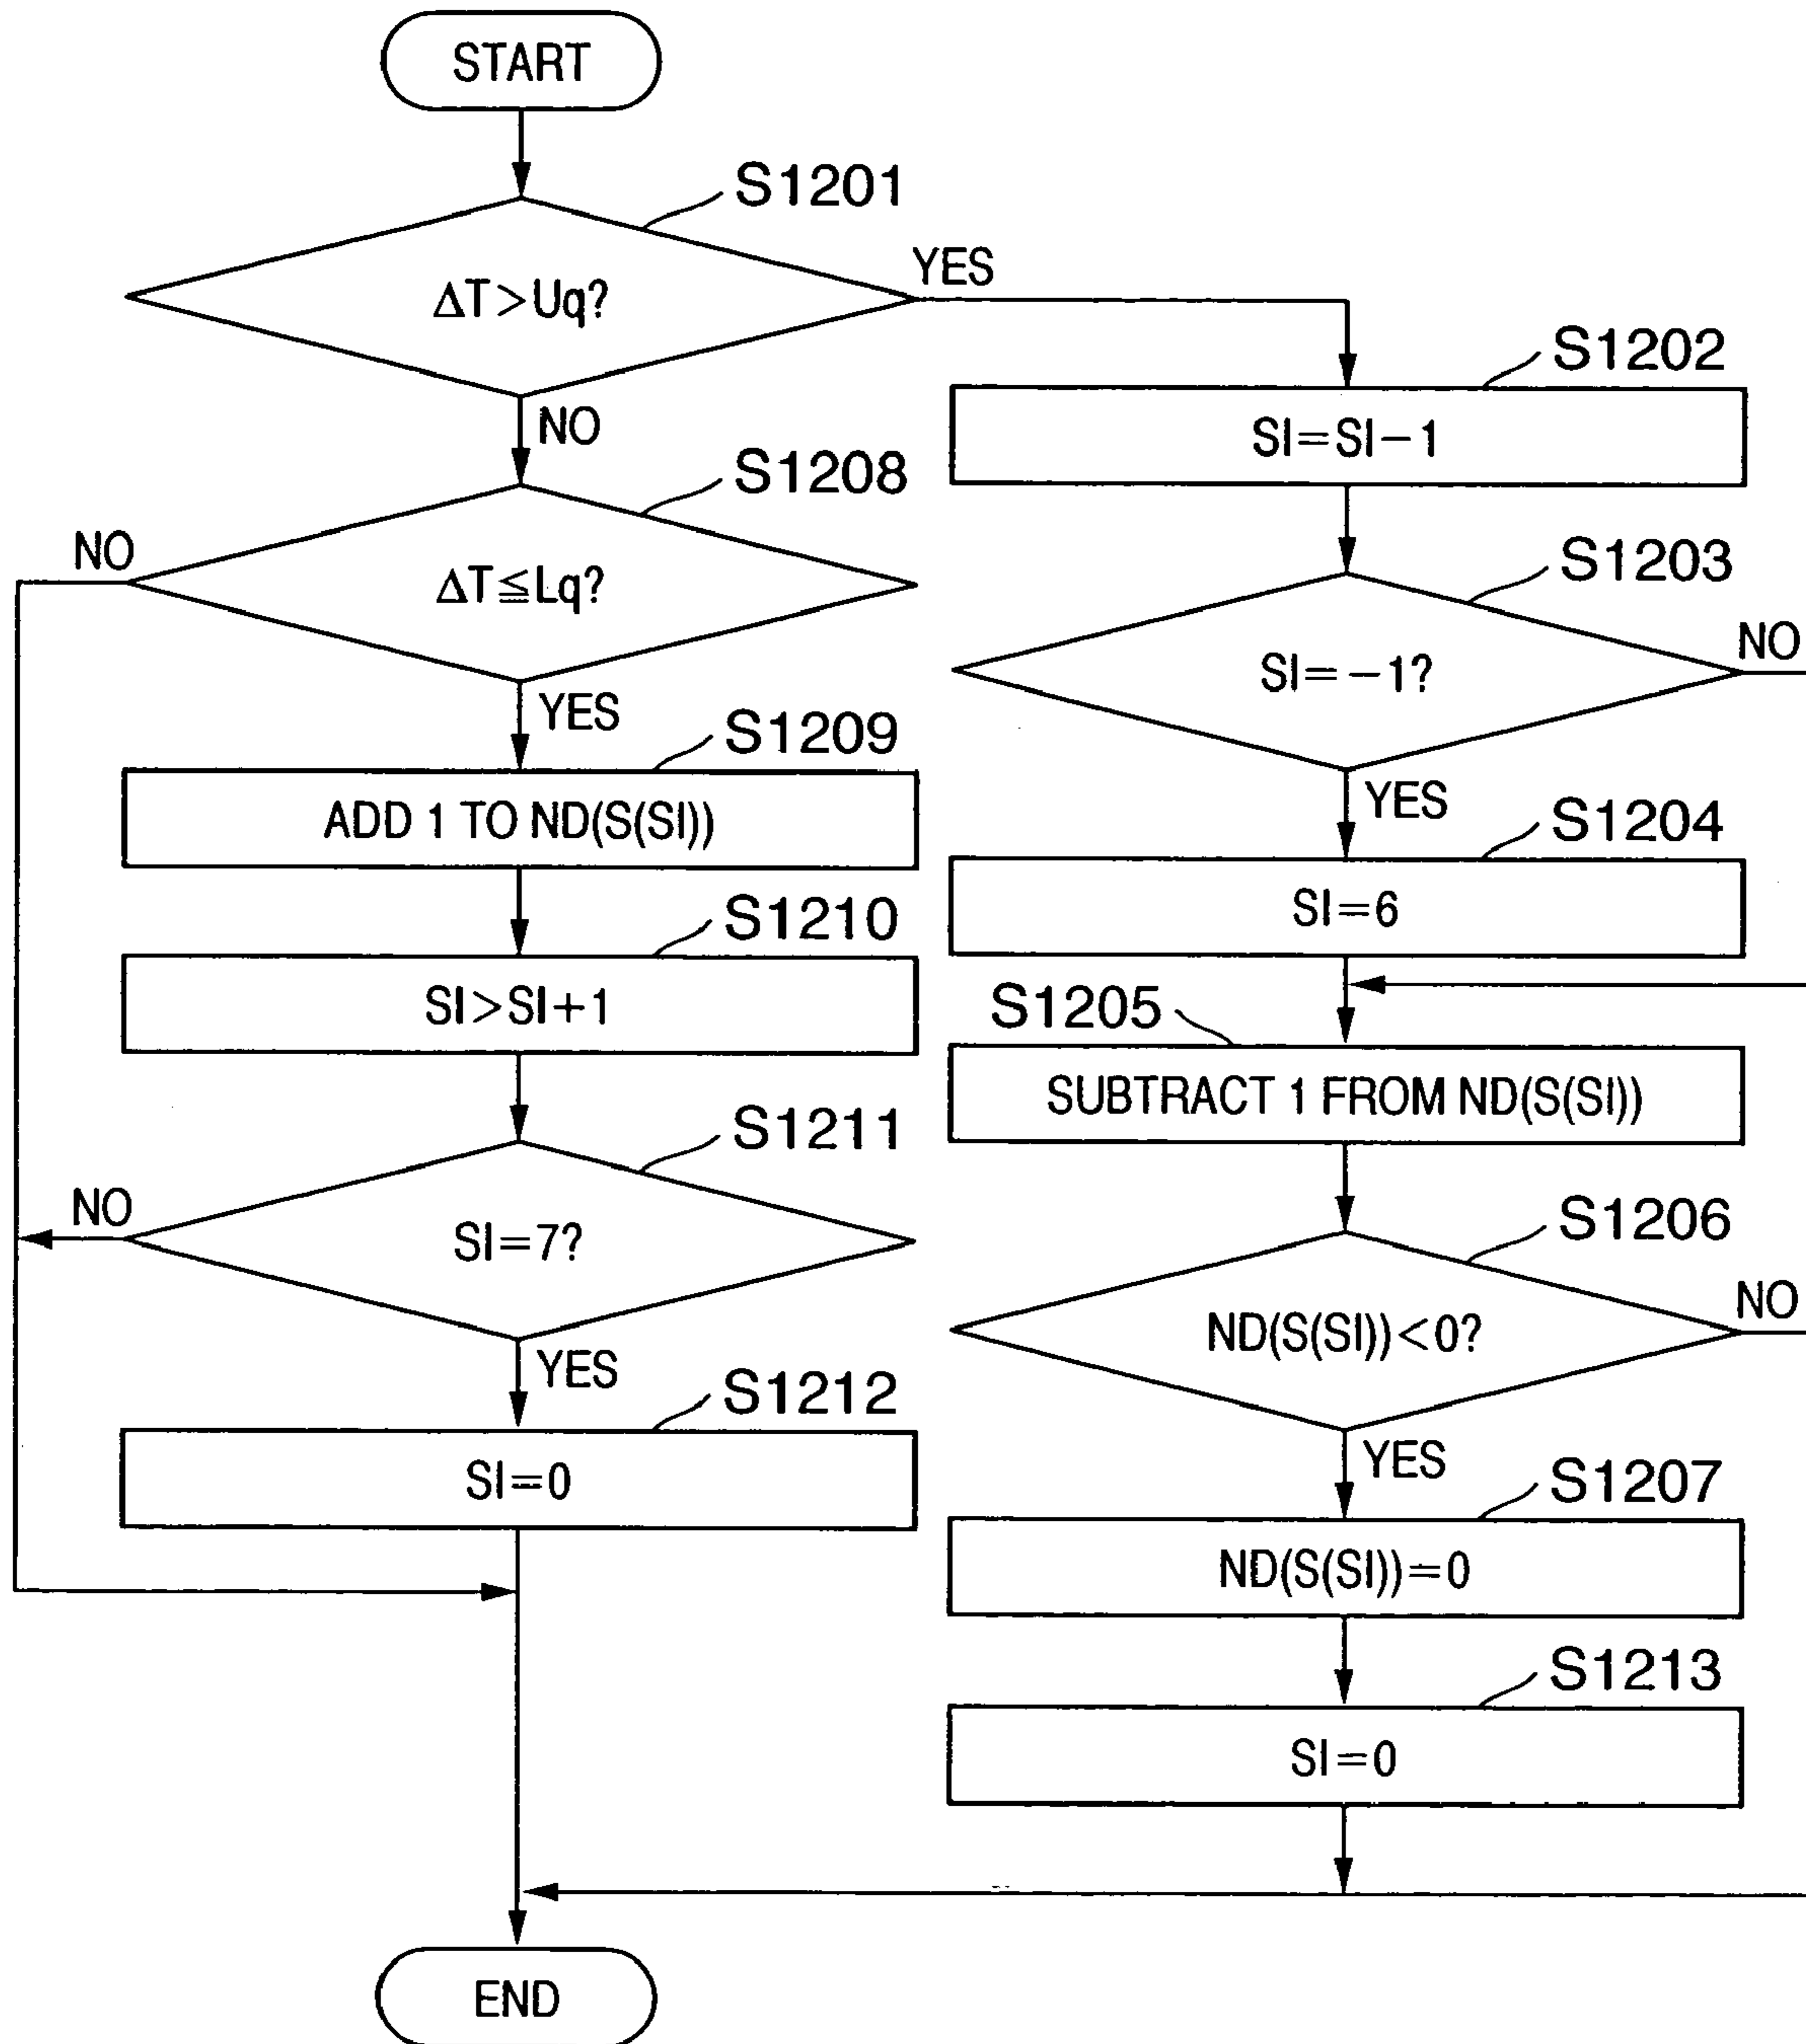 START
S1201
ΔT>Uq?
YES
NO
S1202
SI=SI-1
S1208
ΔT≦Lq?
NO
YES
S1203
SI=-1?
NO
YES
S1209
ADD 1 TO ND(S(SI))
S1204
SI=6
S1210
SI>SI+1
S1205
SUBTRACT 1 FROM ND(S(SI))
S1211
SI=7?
NO
YES
S1206
ND(S(SI))<0?
NO
YES
S1212
SI=0
S1207
ND(S(SI))=0
S1213
SI=0
END